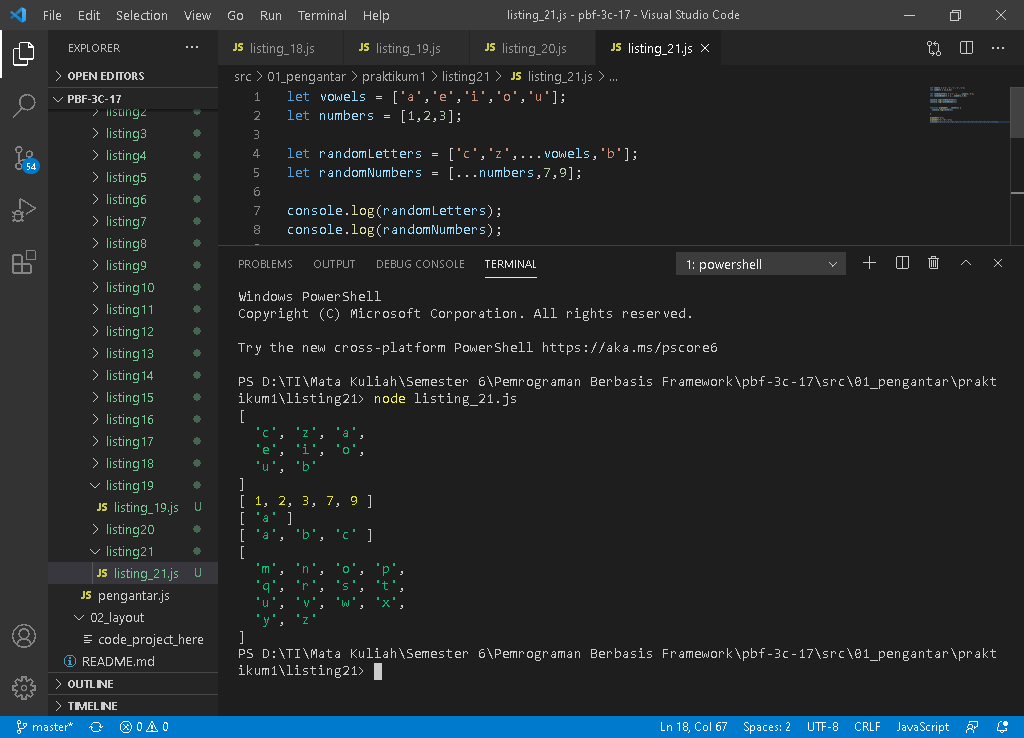 File Edit Selection View Go Run Terminal Help listing_21.js - pbf-3c-17 - Visual Studio Code
EXPLORER ...
JS listing_18.js JS listing_19.js JS listing_20.js JS listing_21.js
OPEN EDITORS
src > 01_pengantar > praktikum1 > listing21 > JS listing_21.js > ...
PBF-3C-17
listing2
listing3
listing4
listing5
listing6
listing7
listing8
listing9
listing10
listing11
listing12
listing13
listing14
listing15
listing16
listing17
listing18
listing19
JS listing_19.js U
listing20
listing21
JS listing_21.js U
JS pengantar.js
02_layout
code_project_here
README.md
OUTLINE
TIMELINE
54
1 let vowels = ['a','e','i','o','u'];
2 let numbers = [1,2,3];
3
4 let randomLetters = ['c','z',...vowels,'b'];
5 let randomNumbers = [...numbers,7,9];
6
7 console.log(randomLetters);
8 console.log(randomNumbers);
PROBLEMS OUTPUT DEBUG CONSOLE TERMINAL 1: powershell
Windows PowerShell
Copyright (C) Microsoft Corporation. All rights reserved.
Try the new cross-platform PowerShell https://aka.ms/pscore6
PS D:\TI\Mata Kuliah\Semester 6\Pemrograman Berbasis Framework\pbf-3c-17\src\01_pengantar\prakt
ikum1\listing21> node listing_21.js
[
'c', 'z', 'a',
'e', 'i', 'o',
'u', 'b'
]
[ 1, 2, 3, 7, 9 ]
[ 'a' ]
[ 'a', 'b', 'c' ]
[
'm', 'n', 'o', 'p',
'q', 'r', 's', 't',
'u', 'v', 'w', 'x',
'y', 'z'
]
PS D:\TI\Mata Kuliah\Semester 6\Pemrograman Berbasis Framework\pbf-3c-17\src\01_pengantar\prakt
ikum1\listing21>
master* 0 0 Ln 18, Col 67 Spaces: 2 UTF-8 CRLF JavaScript